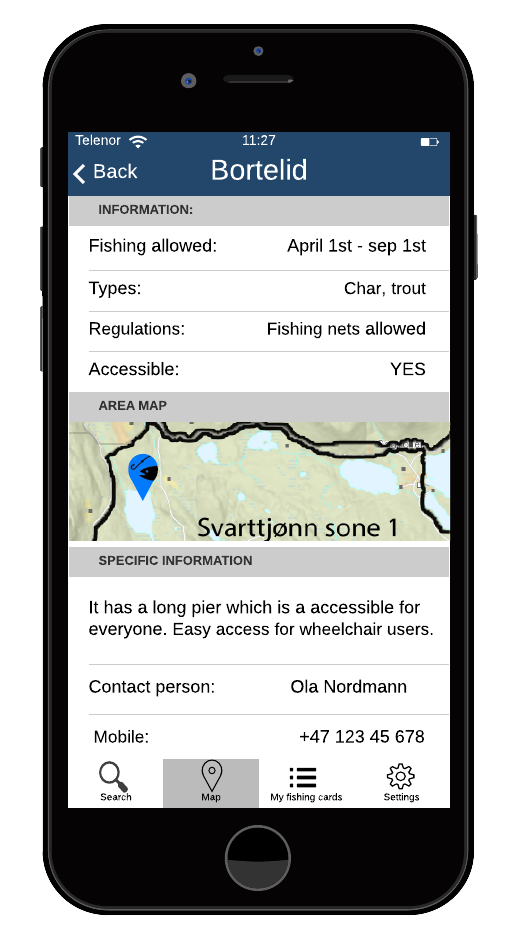 Telenor 11:27
Back Bortelid
INFORMATION:
Fishing allowed: April 1st - sep 1st
Types: Char, trout
Regulations: Fishing nets allowed
Accessible: YES
AREA MAP
Svarttjønn sone 1
SPECIFIC INFORMATION
It has a long pier which is a accessible for
everyone. Easy access for wheelchair users.
Contact person: Ola Nordmann
Mobile: +47 123 45 678
Search Map My fishing cards Settings